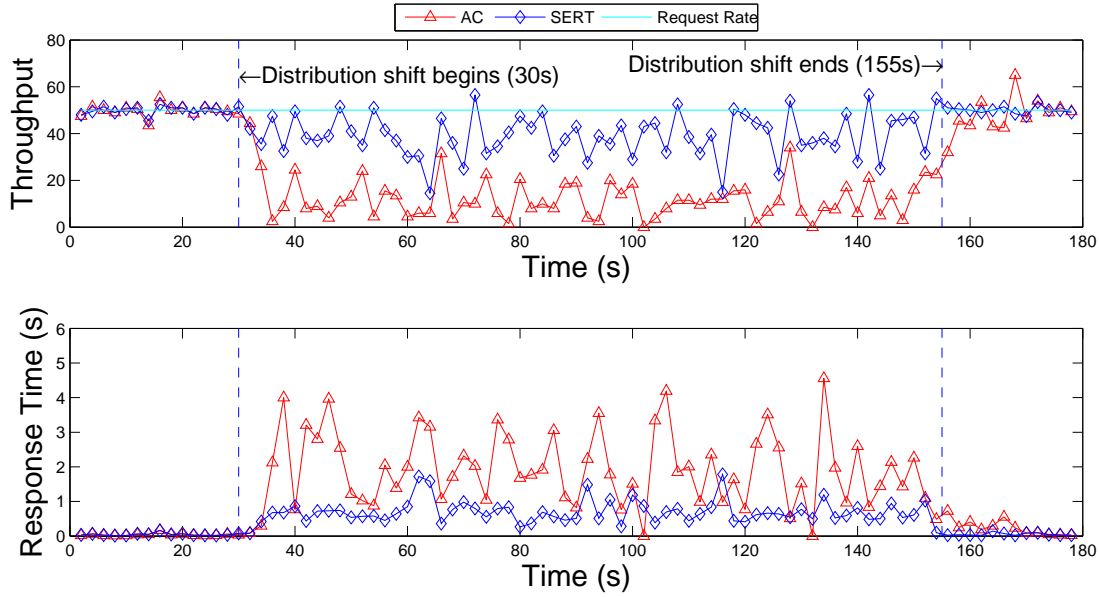 AC SERT Request Rate
80
60
40
20
0
Throughput
←Distribution shift begins (30s)
Distribution shift ends (155s)→
0 20 40 60 80 100 120 140 160 180
Time (s)
6
5
4
3
2
1
0
Response Time (s)
0 20 40 60 80 100 120 140 160 180
Time (s)